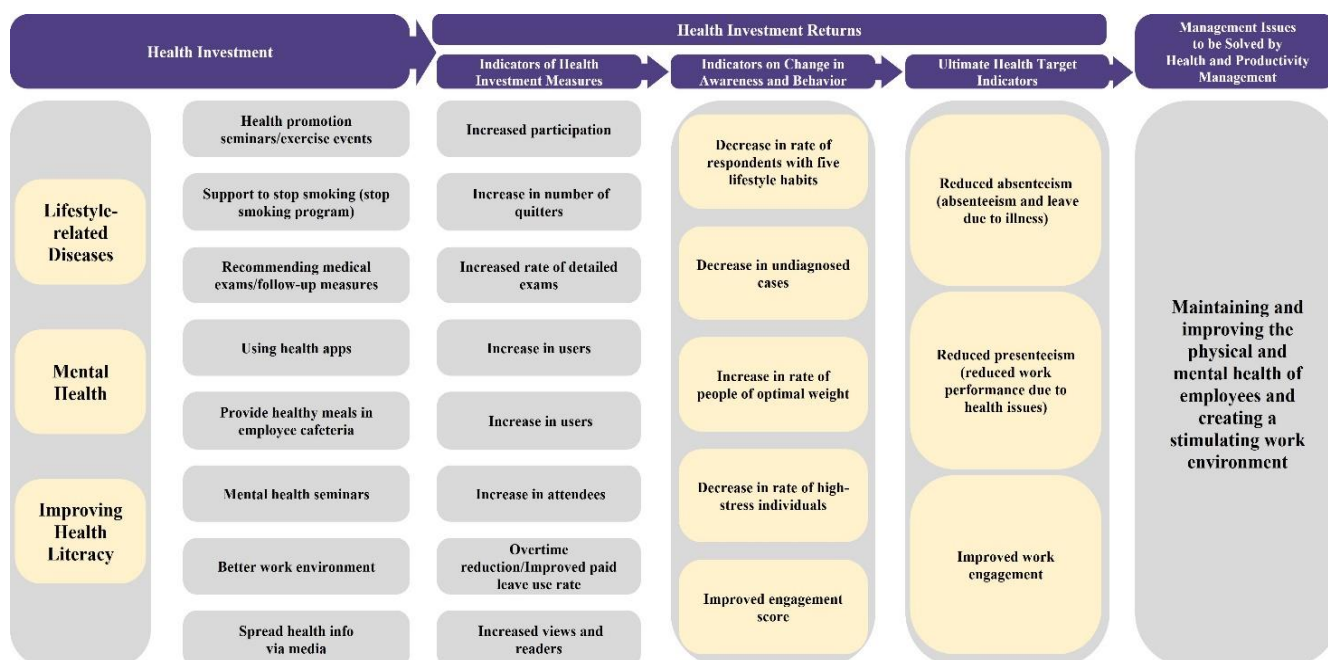 Health Investment
Health Investment Returns
Indicators of Health
Investment Measures
Indicators on Change in
Awareness and Behavior
Ultimate Health Target
Indicators
Management Issues
to be Solved by
Health and Productivity
Management
Lifestyle-
related
Diseases
Mental
Health
Improving
Health
Literacy
Health promotion
seminars/exercise events
Support to stop smoking (stop
smoking program)
Recommending medical
exams/follow-up measures
Using health apps
Provide healthy meals in
employee cafeteria
Mental health seminars
Better work environment
Spread health info
via media
Increased participation
Increase in number of
quitters
Increased rate of detailed
exams
Increase in users
Increase in users
Increase in attendees
Overtime
reduction/Improved paid
leave use rate
Increased views and
readers
Decrease in rate of
respondents with five
lifestyle habits
Decrease in undiagnosed
cases
Increase in rate of
people of optimal weight
Decrease in rate of high-
stress individuals
Improved engagement
score
Reduced absenteeism
(absenteeism and leave
due to illness)
Reduced presenteeism
(reduced work
performance due to
health issues)
Improved work
engagement
Maintaining and
improving the
physical and
mental health of
employees and
creating a
stimulating work
environment